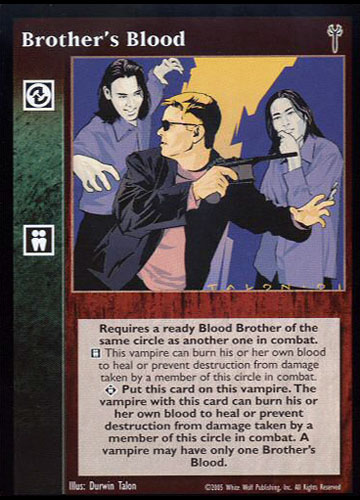 Brother's Blood
TALON 01
Requires a ready Blood Brother of the
same circle as another one in combat.
This vampire can burn his or her own blood
to heal or prevent destruction from damage
taken by a member of this circle in combat.
Put this card on this vampire. The
vampire with this card can burn his or
her own blood to heal or prevent
destruction from damage taken by a
member of this circle in combat. A
vampire may have only one Brother's
Blood.
Illus: Durwin Talon
©2005 White Wolf Publishing, Inc. All Rights Reserved